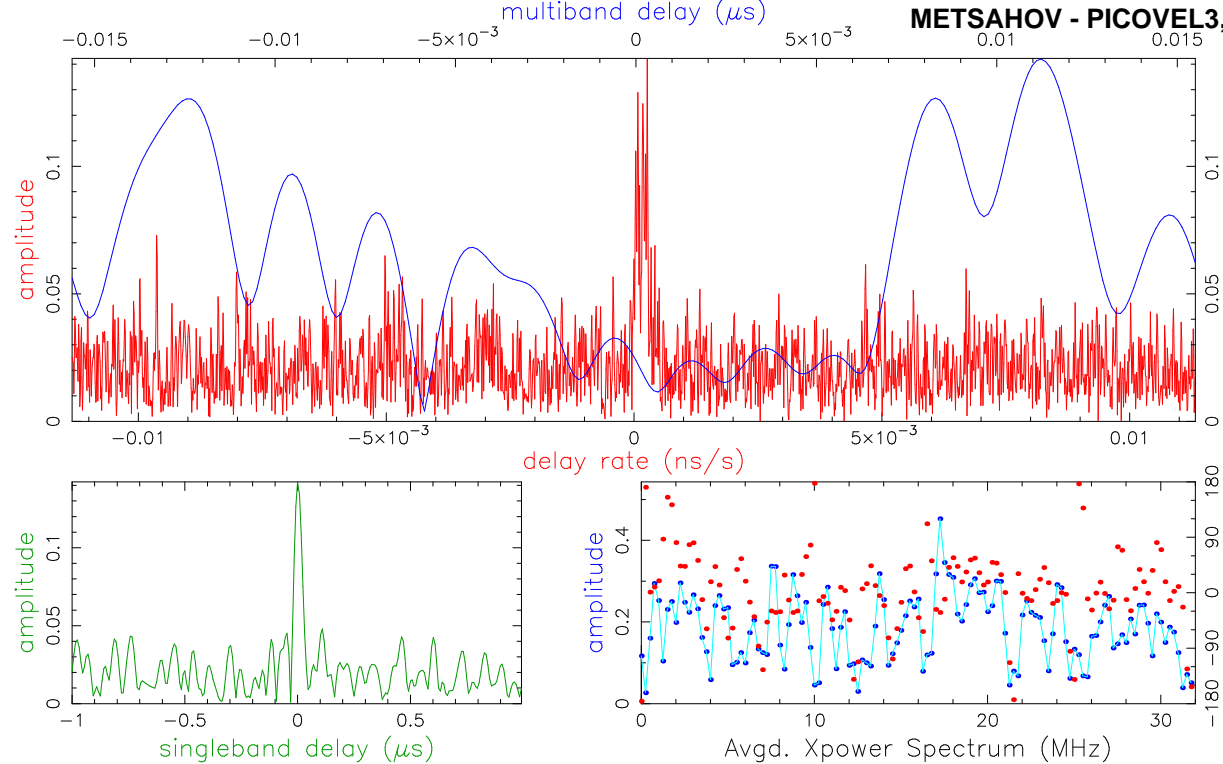 multiband delay (μs)
METSAHOV - PICOVEL3,
−0.015 −0.01 −5×10⁻³ 0 5×10⁻³ 0.01 0.015
amplitude
0 0.05 0.1
0 0.05 0.1
−0.01 −5×10⁻³ 0 5×10⁻³ 0.01
delay rate (ns/s)
amplitude
0 0.05 0.1
−1 −0.5 0 0.5
singleband delay (μs)
amplitude
0 0.2 0.4
−180 −90 0 90 180
0 10 20 30
Avgd. Xpower Spectrum (MHz)